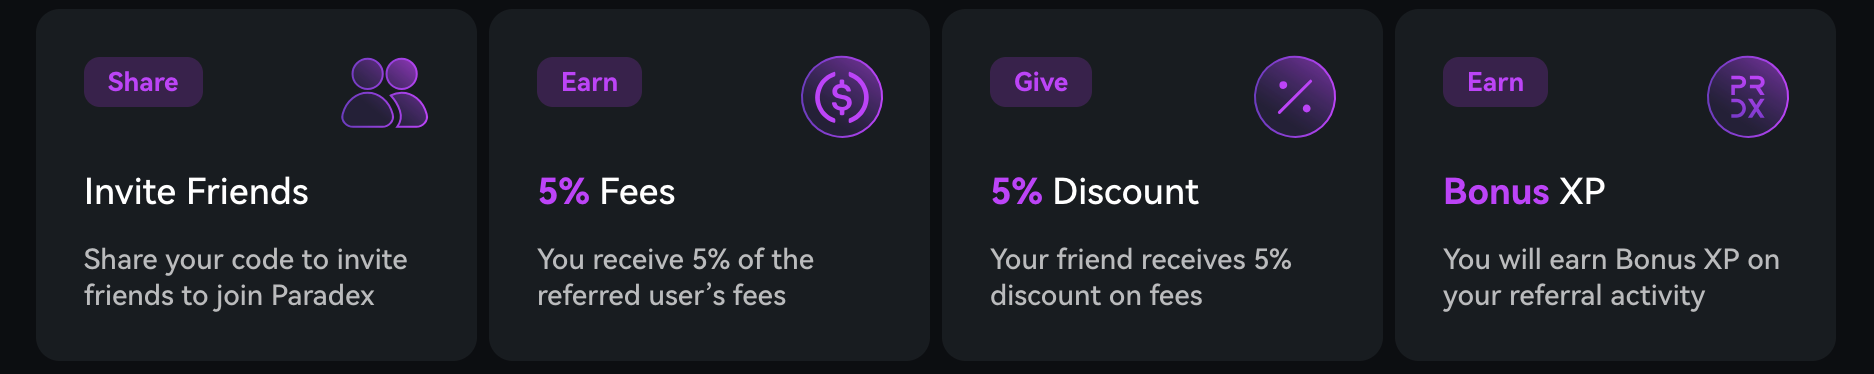 Share
Invite Friends
Share your code to invite
friends to join Paradex
Earn
$
5% Fees
You receive 5% of the
referred user’s fees
Give
%
5% Discount
Your friend receives 5%
discount on fees
Earn
PR
DX
Bonus XP
You will earn Bonus XP on
your referral activity